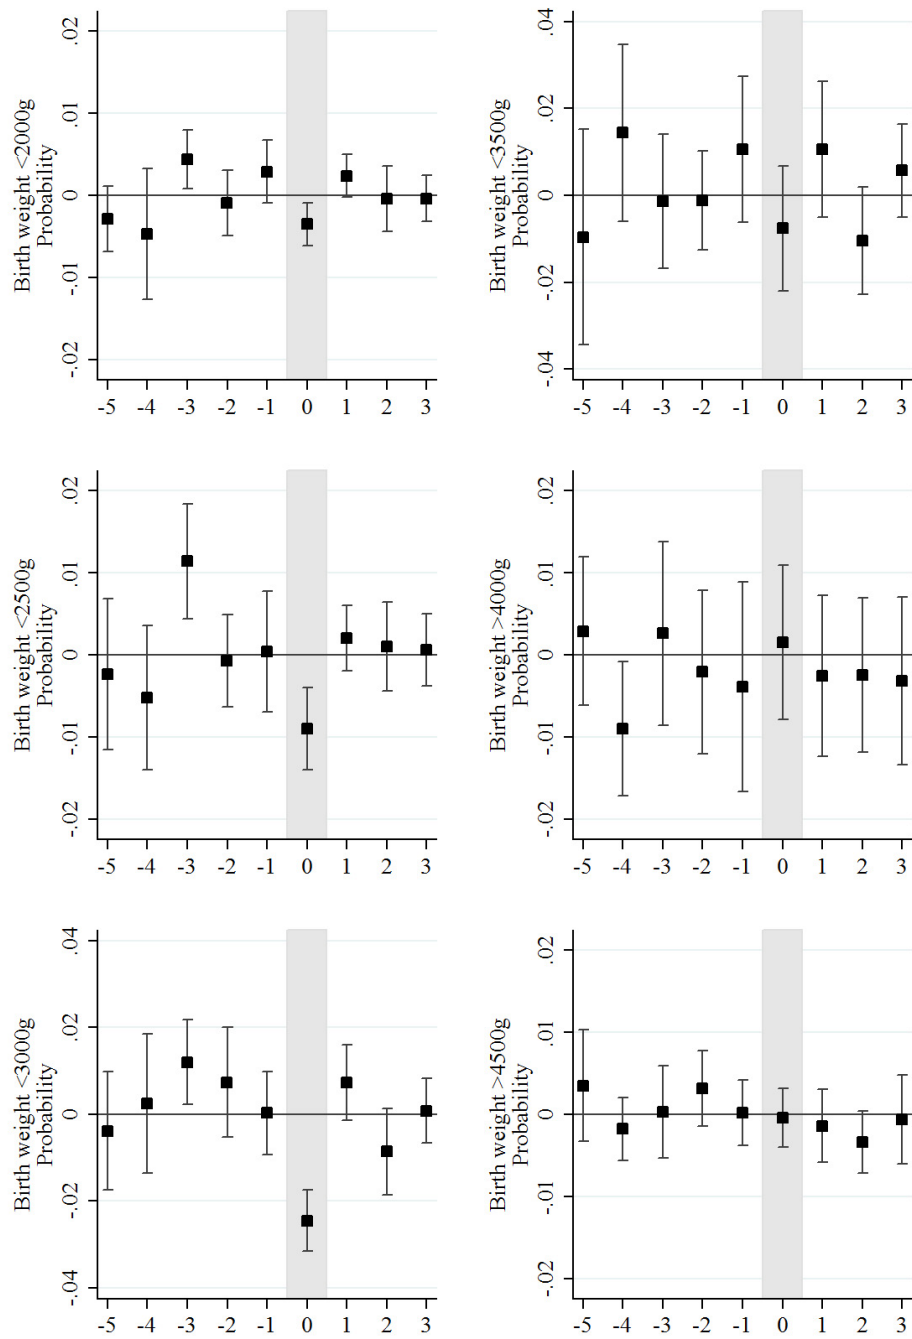 Birth weight <2000g
Probability
.02
.01
0
-.01
-.02
-5 -4 -3 -2 -1 0 1 2 3
Birth weight <3500g
Probability
.04
.02
0
-.02
-.04
-5 -4 -3 -2 -1 0 1 2 3
Birth weight <2500g
Probability
.02
.01
0
-.01
-.02
-5 -4 -3 -2 -1 0 1 2 3
Birth weight >4000g
Probability
.02
.01
0
-.01
-.02
-5 -4 -3 -2 -1 0 1 2 3
Birth weight <3000g
Probability
.04
.02
0
-.02
-.04
-5 -4 -3 -2 -1 0 1 2 3
Birth weight >4500g
Probability
.02
.01
0
-.01
-.02
-5 -4 -3 -2 -1 0 1 2 3